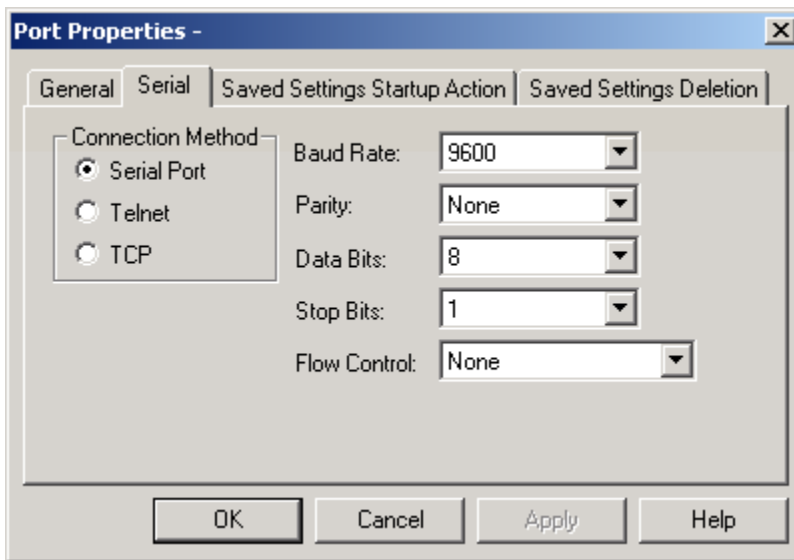 Port Properties -
General Serial Saved Settings Startup Action Saved Settings Deletion
Connection Method
Serial Port
Telnet
TCP
Baud Rate: 9600
Parity: None
Data Bits: 8
Stop Bits: 1
Flow Control: None
OK Cancel Apply Help